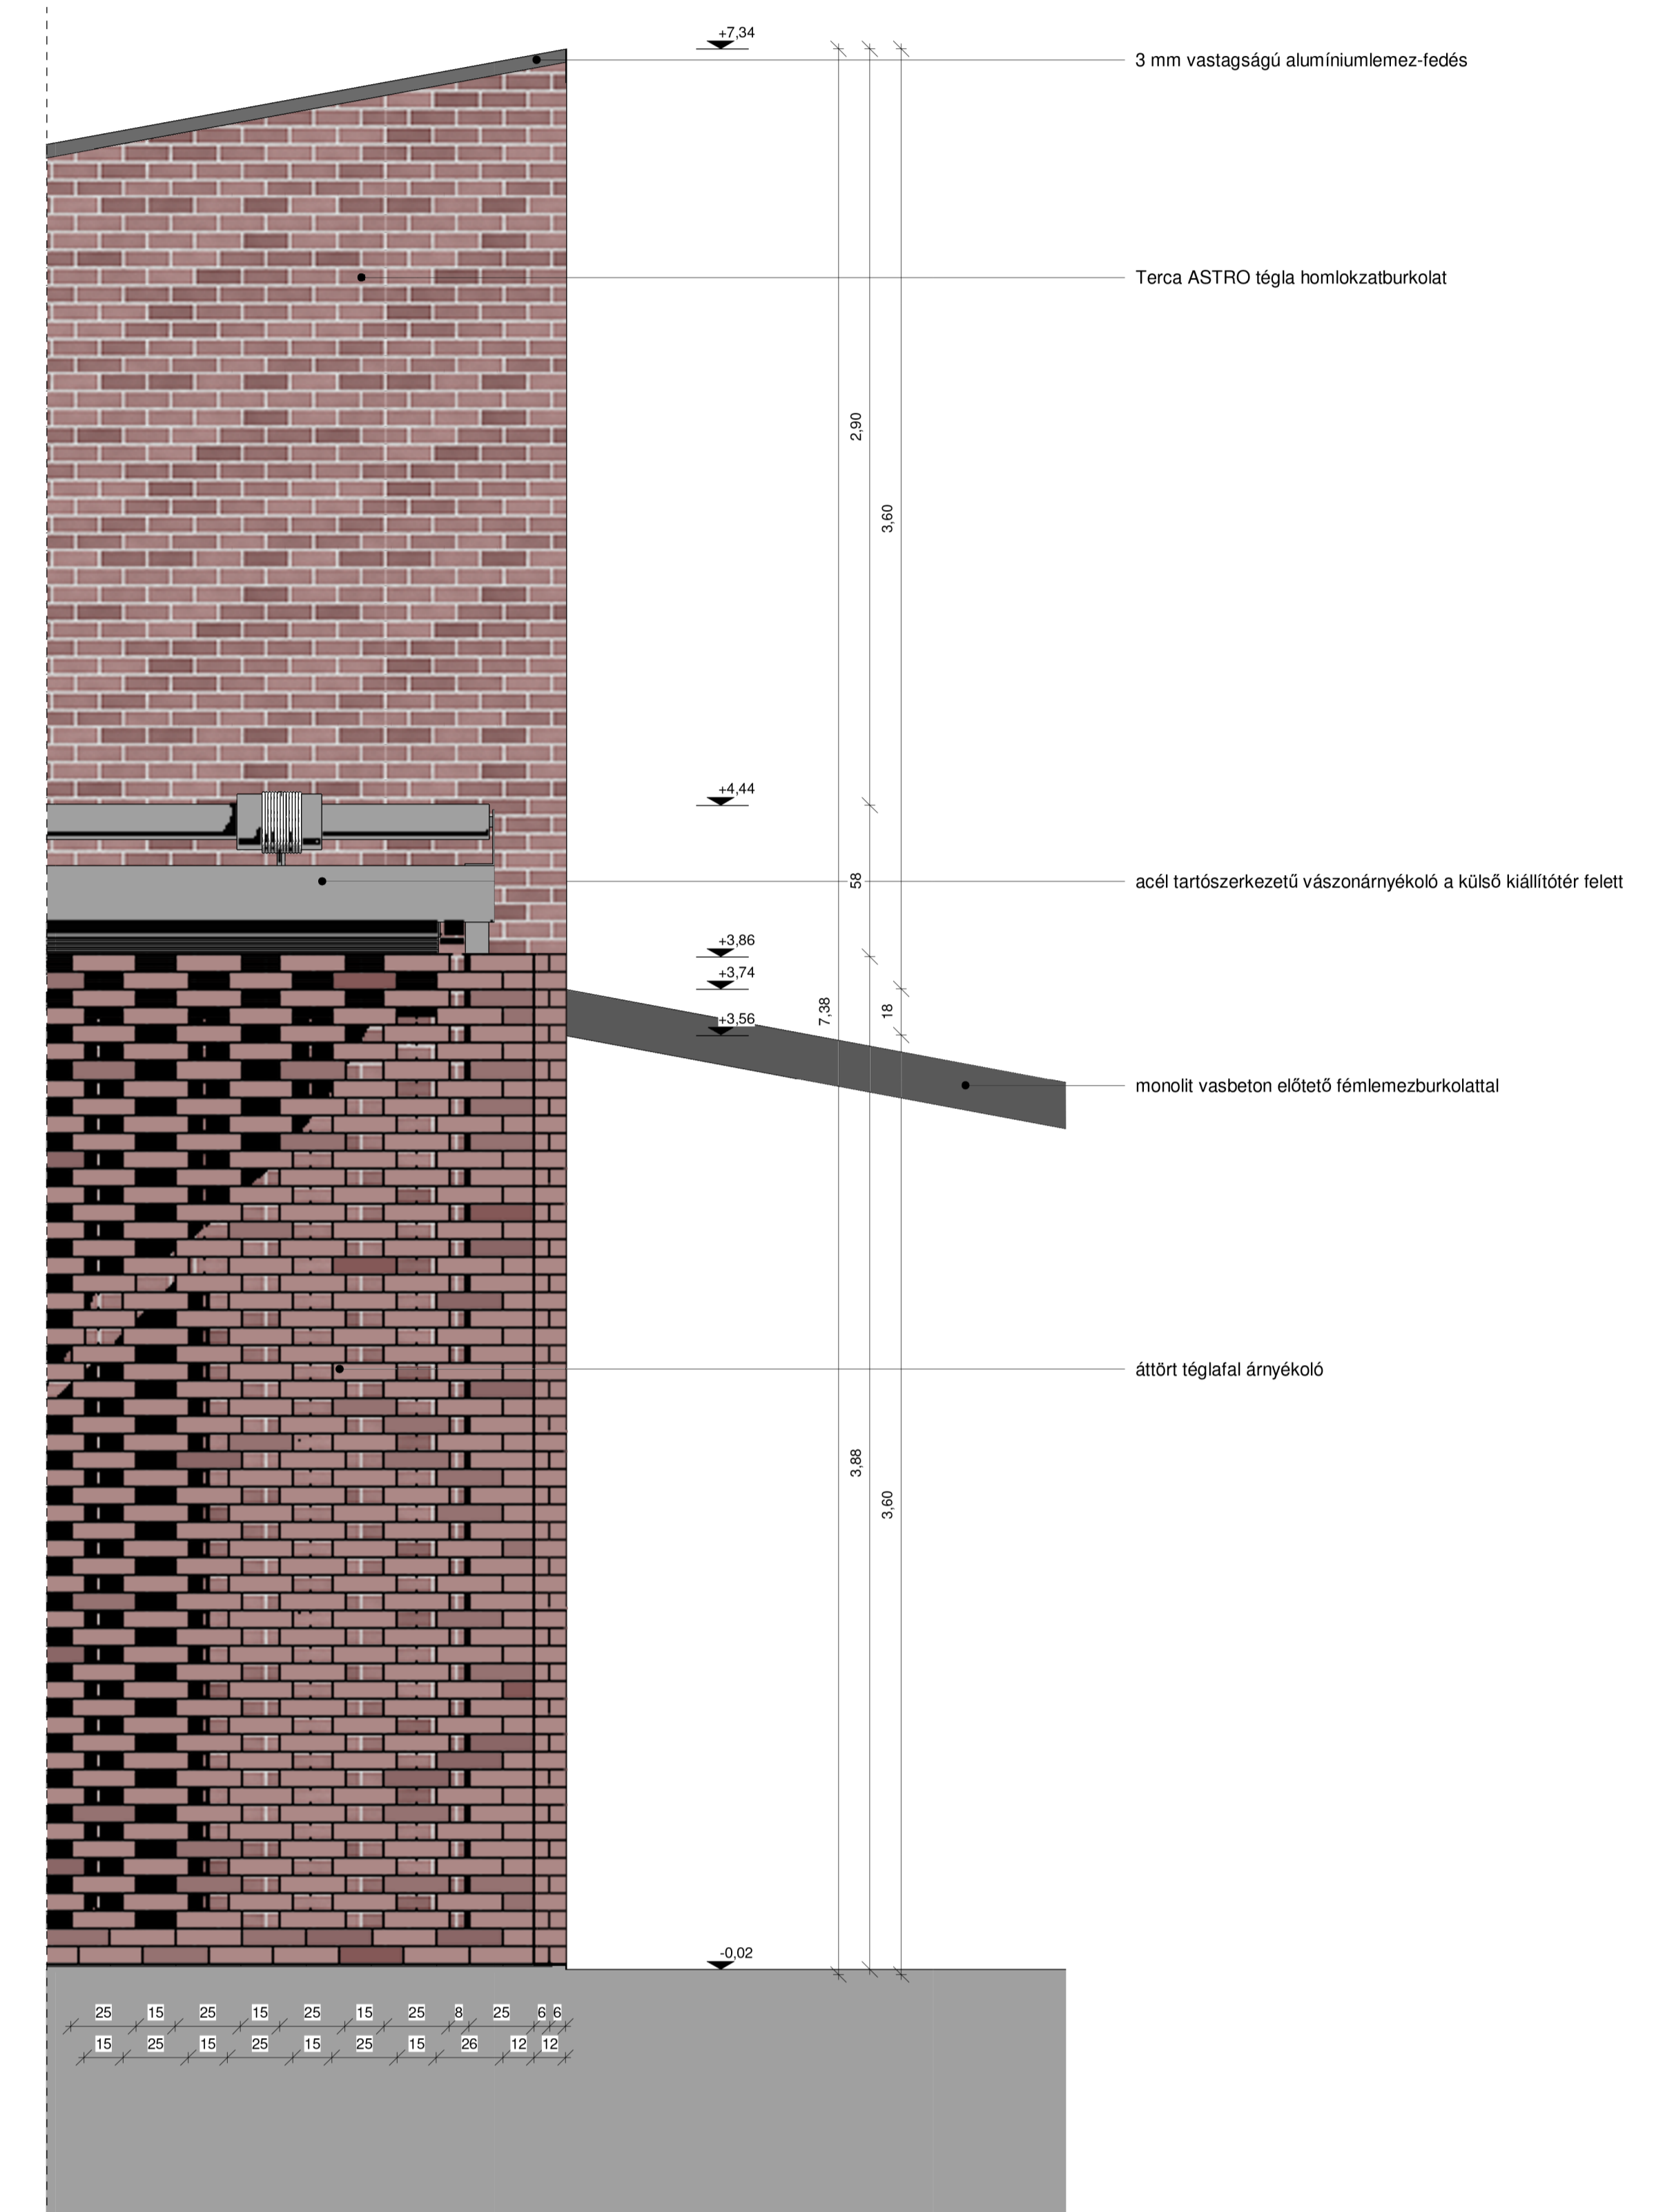 +7,34
3 mm vastagságú alumíniumlemez-fedés
Terca ASTRO tégla homlokzatburkolat
2,90
3,60
+4,44
58
acél tartószerkezetű vászonárnyékoló a külső kiállítótér felett
+3,86
+3,74
7,38
18
+3,56
monolit vasbeton előtető fémlemezburkolattal
áttört téglafal árnyékoló
3,88
3,60
-0,02
25 15 25 15 25 15 25 8 25 6 6
15 25 15 25 15 25 15 26 12 12